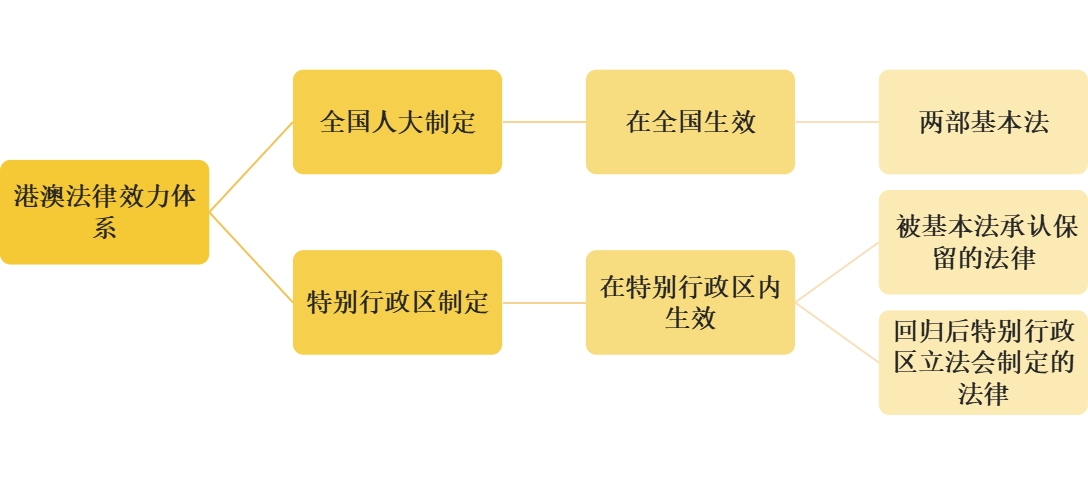 港澳法律效力体
系
全国人大制定
在全国生效
两部基本法
特别行政区制定
在特别行政区内
生效
被基本法承认保
留的法律
回归后特别行政
区立法会制定的
法律